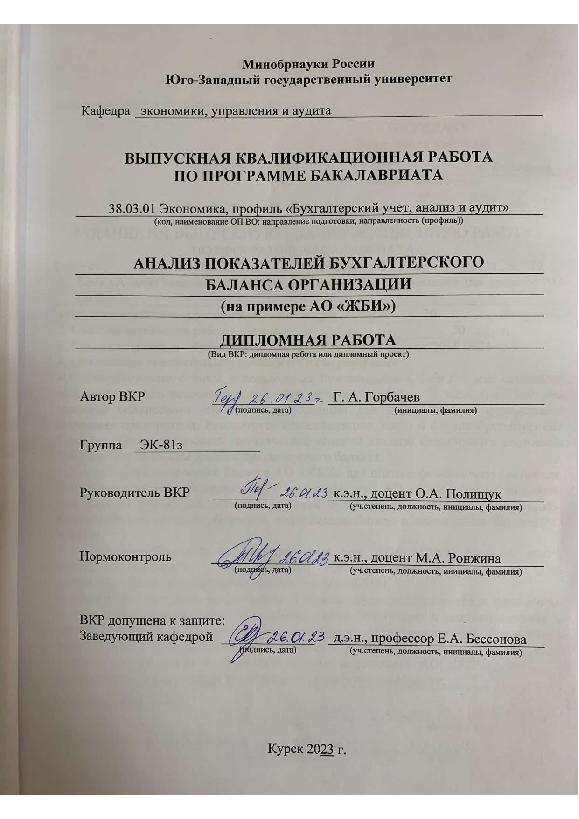 Минобрнауки России
Юго-Западный государственный университет
Кафедра экономики, управления и аудита
ВЫПУСКНАЯ КВАЛИФИКАЦИОННАЯ РАБОТА
ПО ПРОГРАММЕ БАКАЛАВРИАТА
38.03.01 Экономика, профиль «Бухгалтерский учет, анализ и аудит»
(код, наименование ОП ВО: направление подготовки, направленность (профиль))
АНАЛИЗ ПОКАЗАТЕЛЕЙ БУХГАЛТЕРСКОГО
БАЛАНСА ОРГАНИЗАЦИИ
(на примере АО «ЖБИ»)
ДИПЛОМНАЯ РАБОТА
(Вид ВКР: дипломная работа или дипломный проект)
Автор ВКР 26.01.23г. Г. А. Горбачев
(подпись, дата) (инициалы, фамилия)
Группа ЭК-81з
Руководитель ВКР 26.01.23 к.э.н., доцент О.А. Полищук
(подпись, дата) (уч.степень, должность, инициалы, фамилия)
Нормоконтроль 26.01.23 к.э.н., доцент М.А. Ронжина
(подпись, дата) (уч.степень, должность, инициалы, фамилия)
ВКР допушена к защите:
Заведующий кафедрой 26.01.23 д.э.н., профессор Е.А. Бессонова
(подпись, дата) (уч.степень, должность, инициалы, фамилия)
Курск 2023 г.